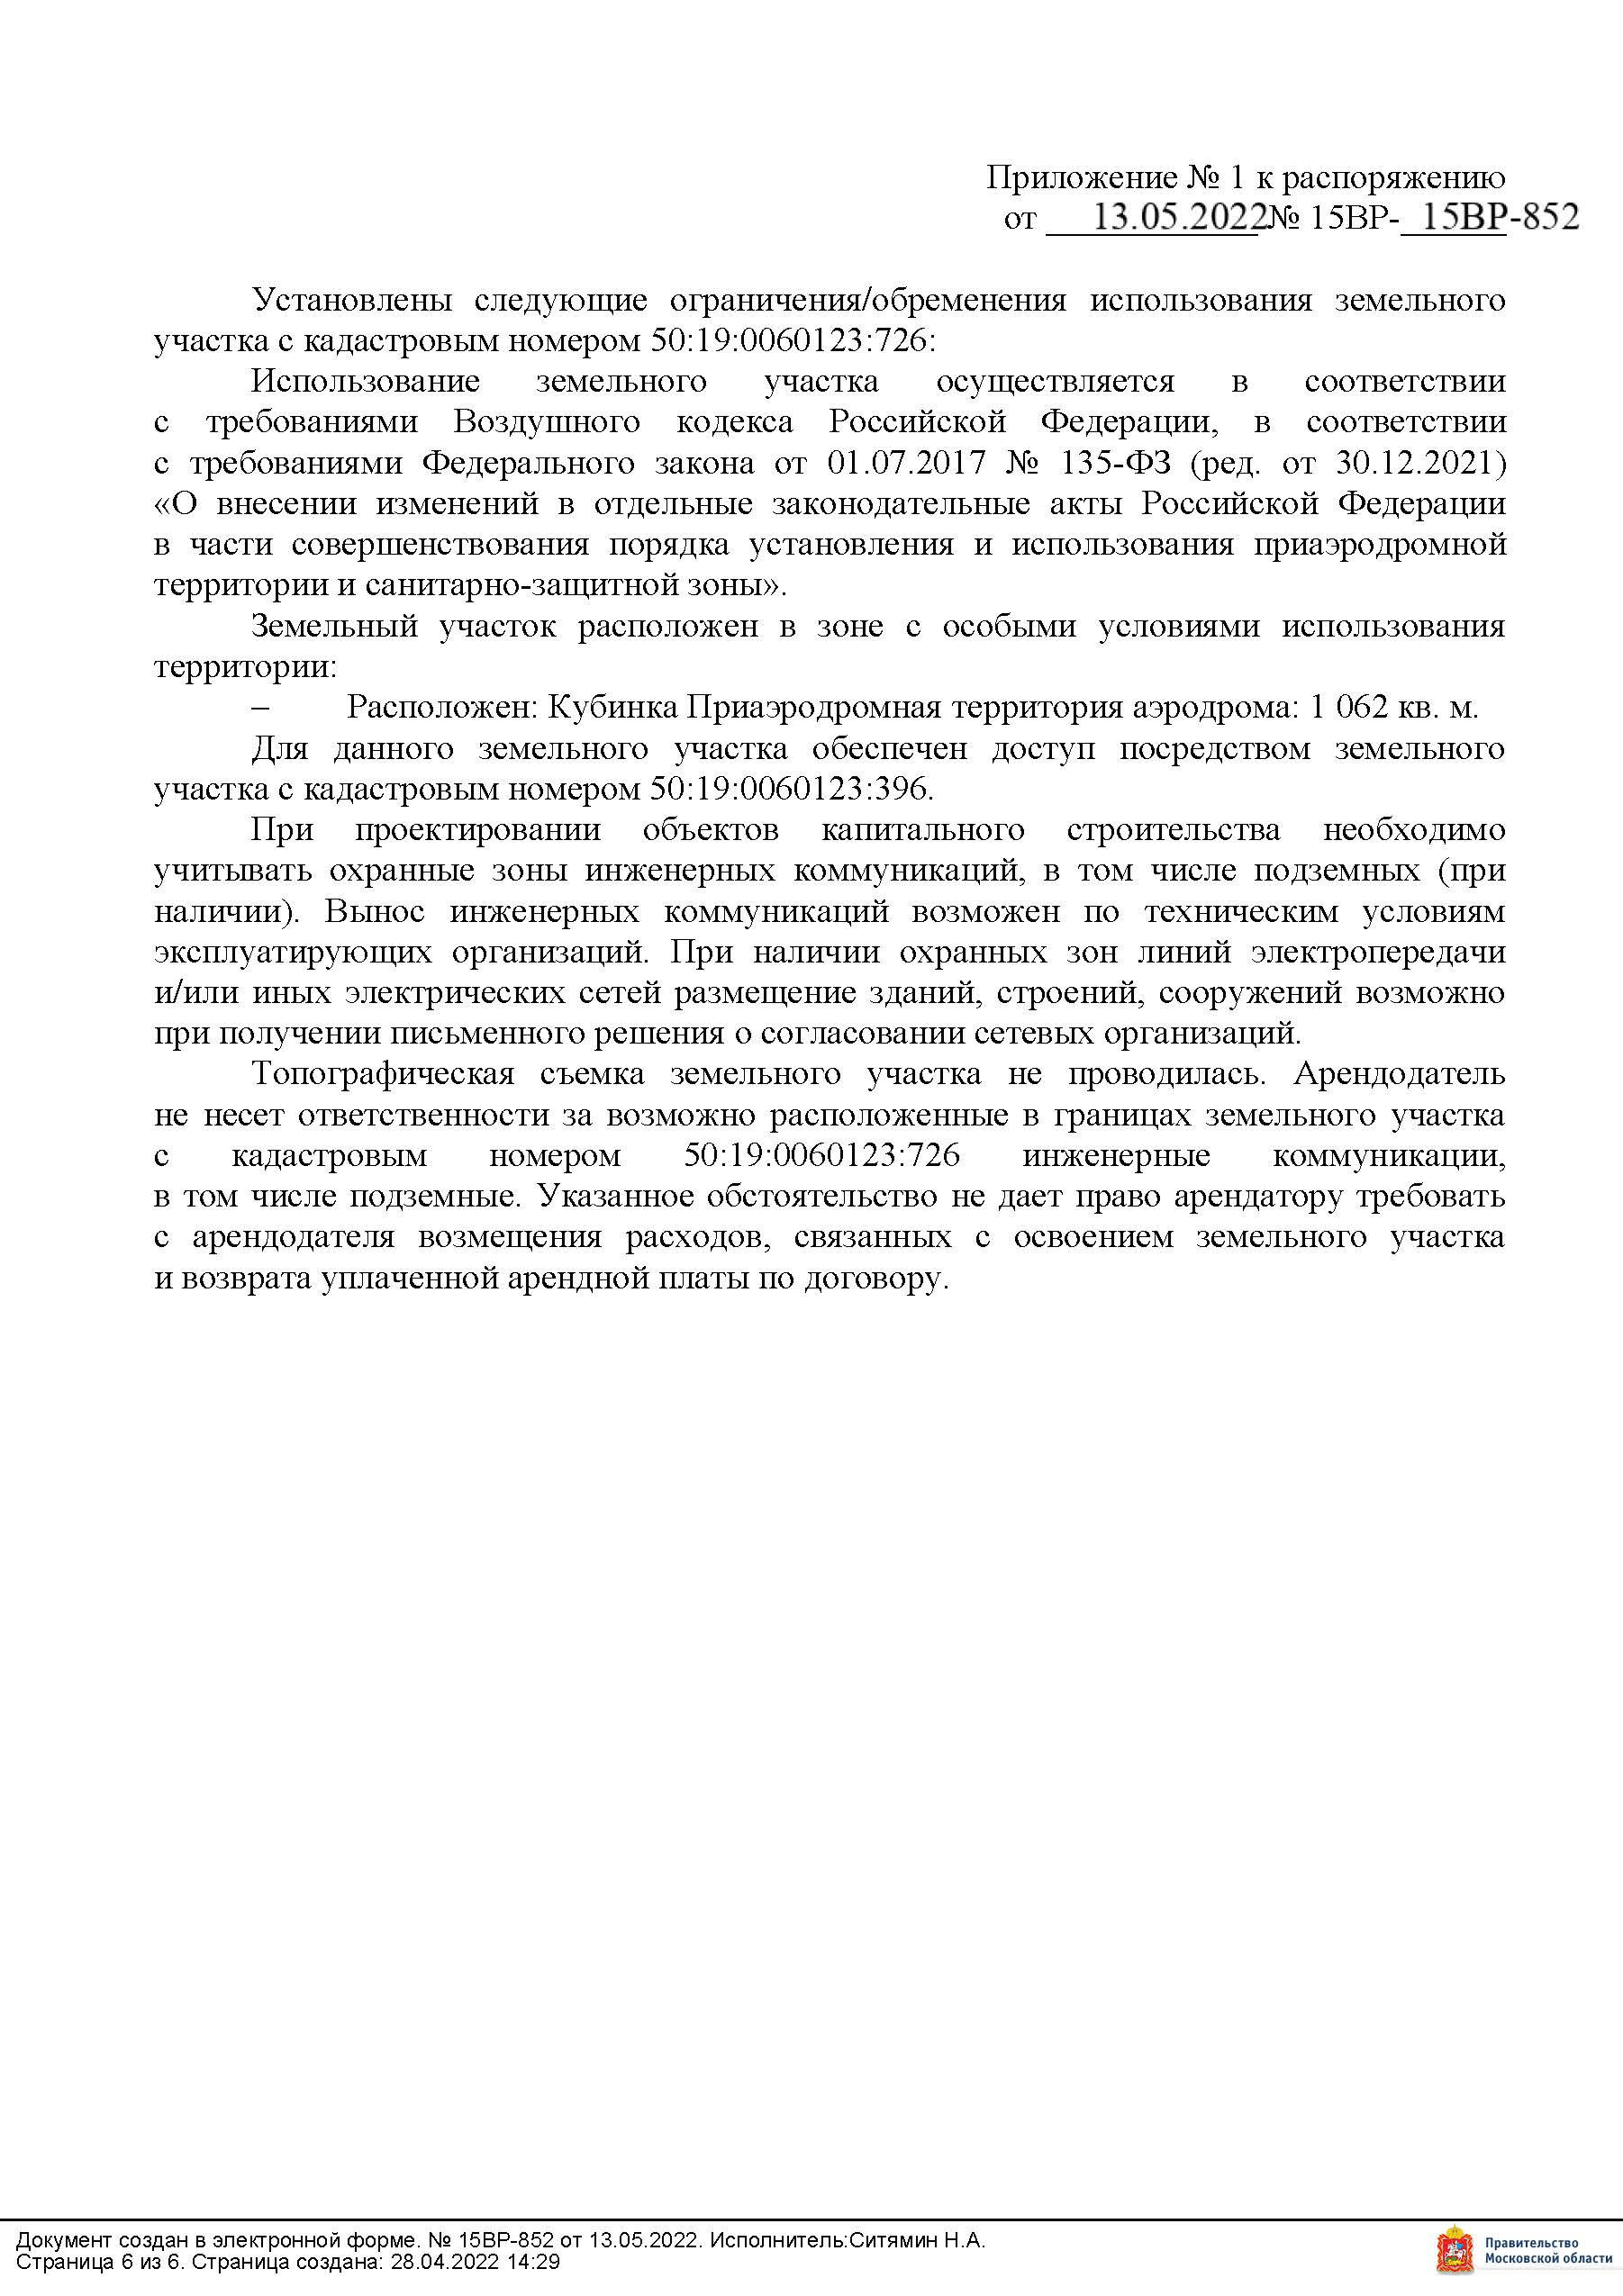 Приложение № 1 к распоряжению
от 13.05.2022 № 15ВР- 15ВР-852
Установлены следующие ограничения/обременения использования земельного
участка с кадастровым номером 50:19:0060123:726:
Использование земельного участка осуществляется в соответствии
с требованиями Воздушного кодекса Российской Федерации, в соответствии
с требованиями Федерального закона от 01.07.2017 № 135-ФЗ (ред. от 30.12.2021)
«О внесении изменений в отдельные законодательные акты Российской Федерации
в части совершенствования порядка установления и использования приаэродромной
территории и санитарно-защитной зоны».
Земельный участок расположен в зоне с особыми условиями использования
территории:
– Расположен: Кубинка Приаэродромная территория аэродрома: 1 062 кв. м.
Для данного земельного участка обеспечен доступ посредством земельного
участка с кадастровым номером 50:19:0060123:396.
При проектировании объектов капитального строительства необходимо
учитывать охранные зоны инженерных коммуникаций, в том числе подземных (при
наличии). Вынос инженерных коммуникаций возможен по техническим условиям
эксплуатирующих организаций. При наличии охранных зон линий электропередачи
и/или иных электрических сетей размещение зданий, строений, сооружений возможно
при получении письменного решения о согласовании сетевых организаций.
Топографическая съемка земельного участка не проводилась. Арендодатель
не несет ответственности за возможно расположенные в границах земельного участка
с кадастровым номером 50:19:0060123:726 инженерные коммуникации,
в том числе подземные. Указанное обстоятельство не дает право арендатору требовать
с арендодателя возмещения расходов, связанных с освоением земельного участка
и возврата уплаченной арендной платы по договору.
Документ создан в электронной форме. № 15ВР-852 от 13.05.2022. Исполнитель:Ситямин Н.А.
Страница 6 из 6. Страница создана: 28.04.2022 14:29
Правительство
Московской области